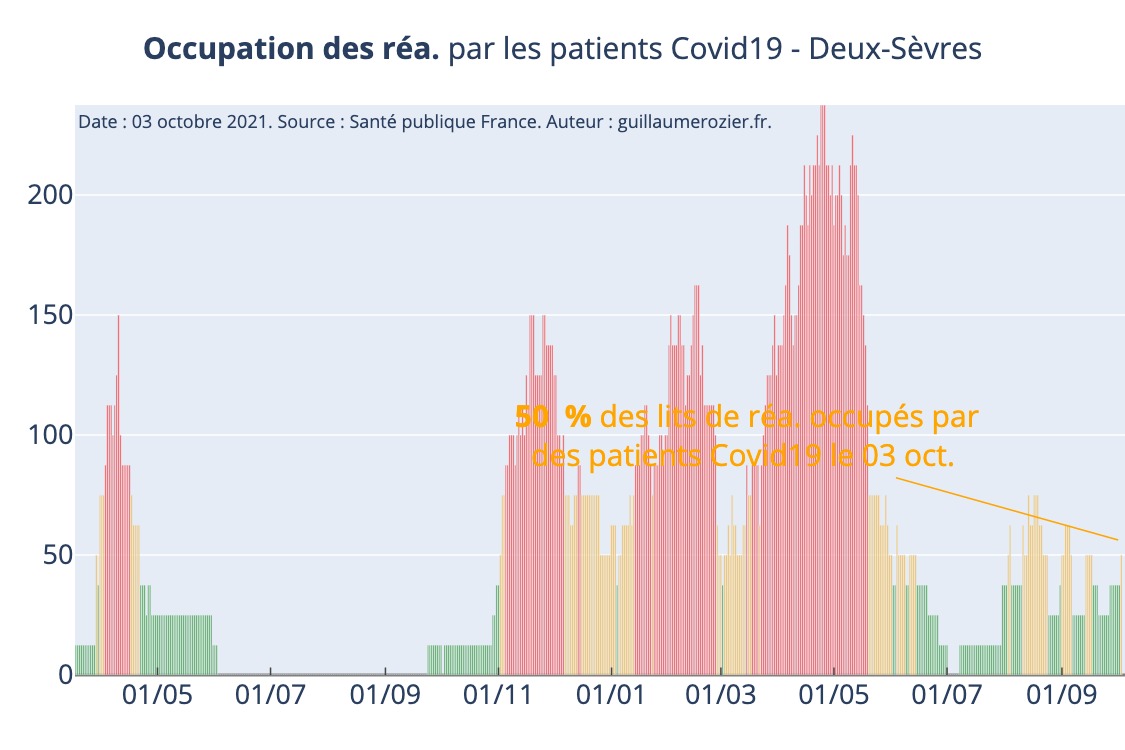 Occupation des réa. par les patients Covid19 - Deux-Sèvres
Date : 03 octobre 2021. Source : Santé publique France. Auteur : guillaumerozier.fr.
200
150
50 % des lits de réa. occupés par
100
des patients Covid19 le 03 oct.
50
0
01/05 01/07 01/09 01/11 01/01 01/03 01/05 01/07 01/09